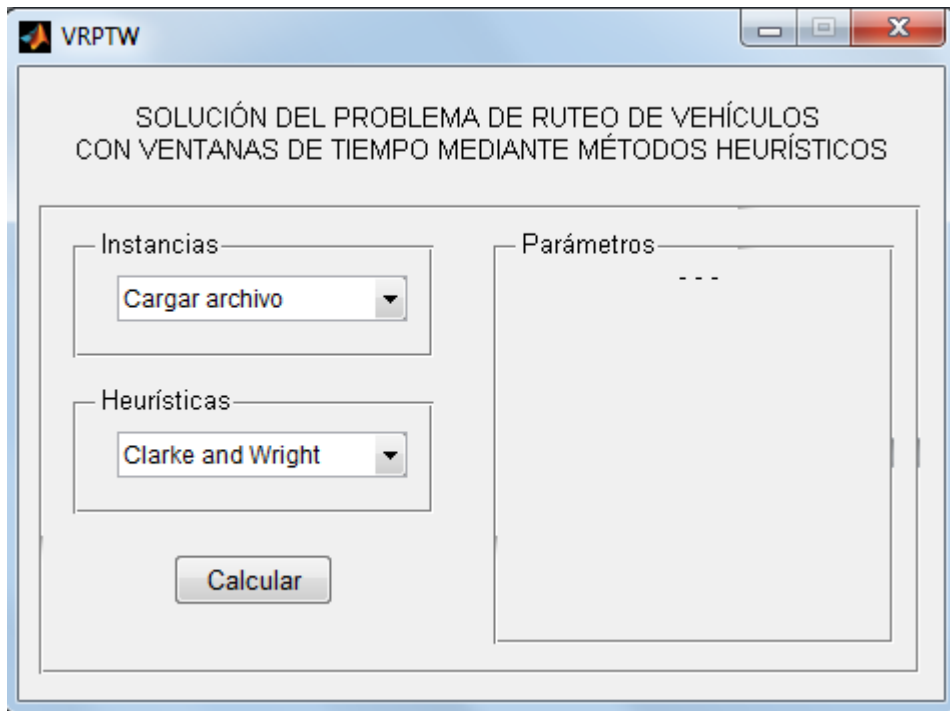 VRPTW
SOLUCIÓN DEL PROBLEMA DE RUTEO DE VEHÍCULOS
CON VENTANAS DE TIEMPO MEDIANTE MÉTODOS HEURÍSTICOS
Instancias
Cargar archivo
Heurísticas
Clarke and Wright
Calcular
Parámetros
- - -